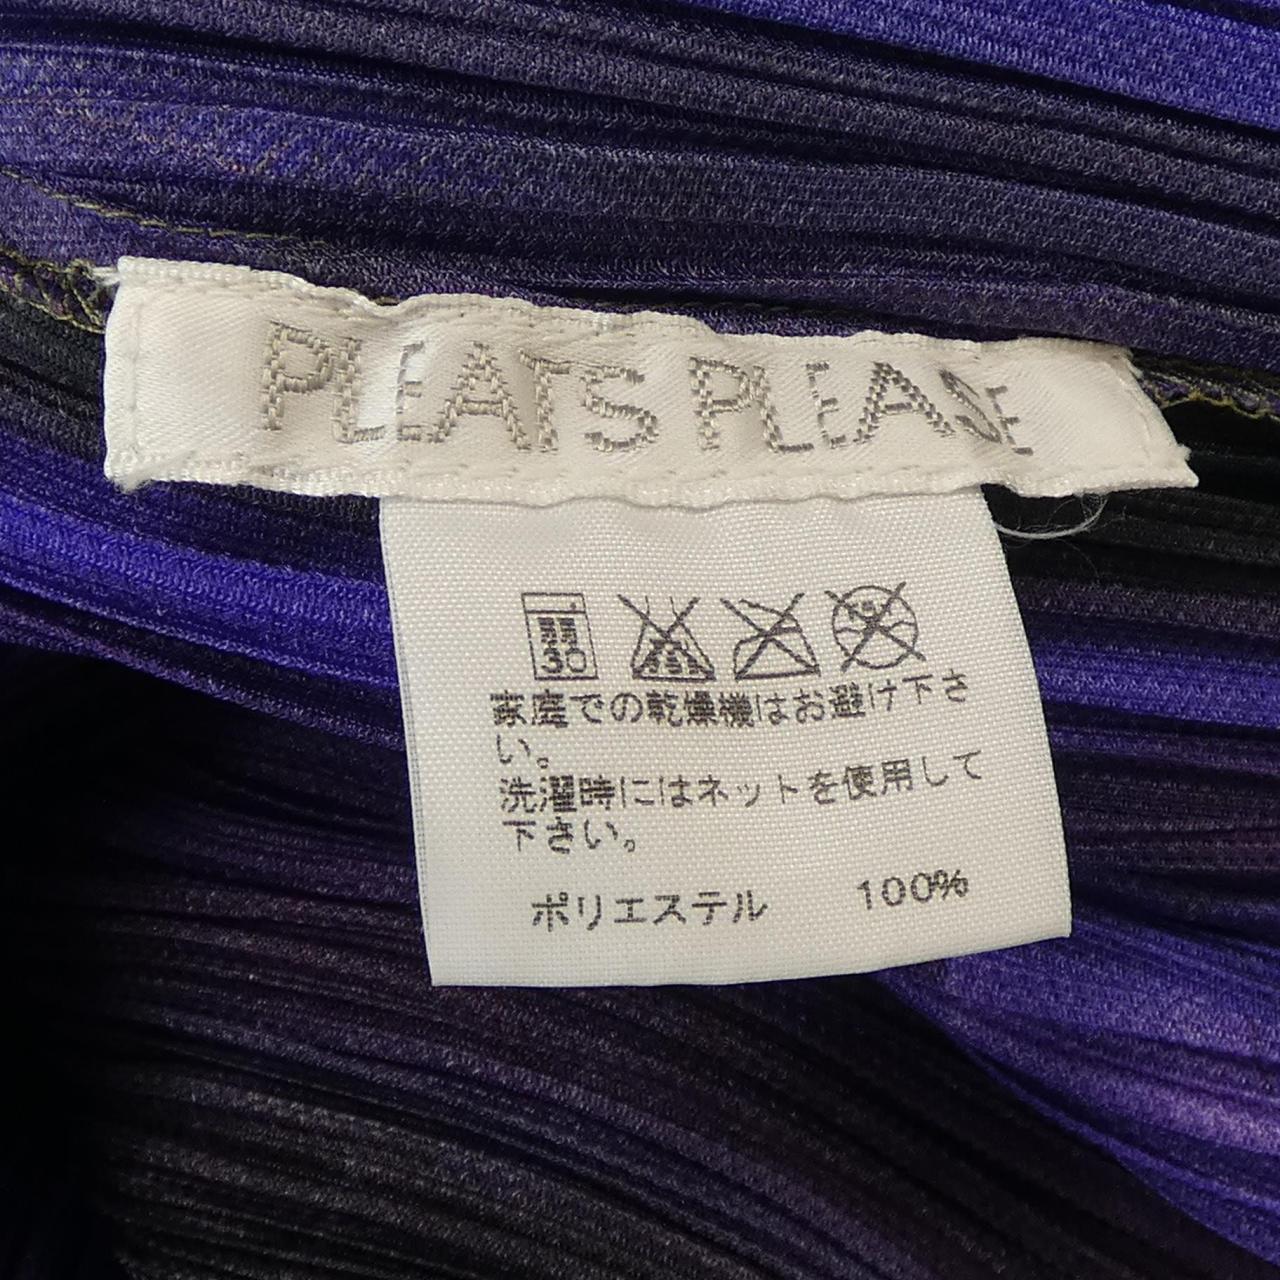 PLEATS PLEASE
弱
30
家庭での乾燥機はお避け下さ
い。
洗濯時にはネットを使用して
下さい。
ポリエステル 100%